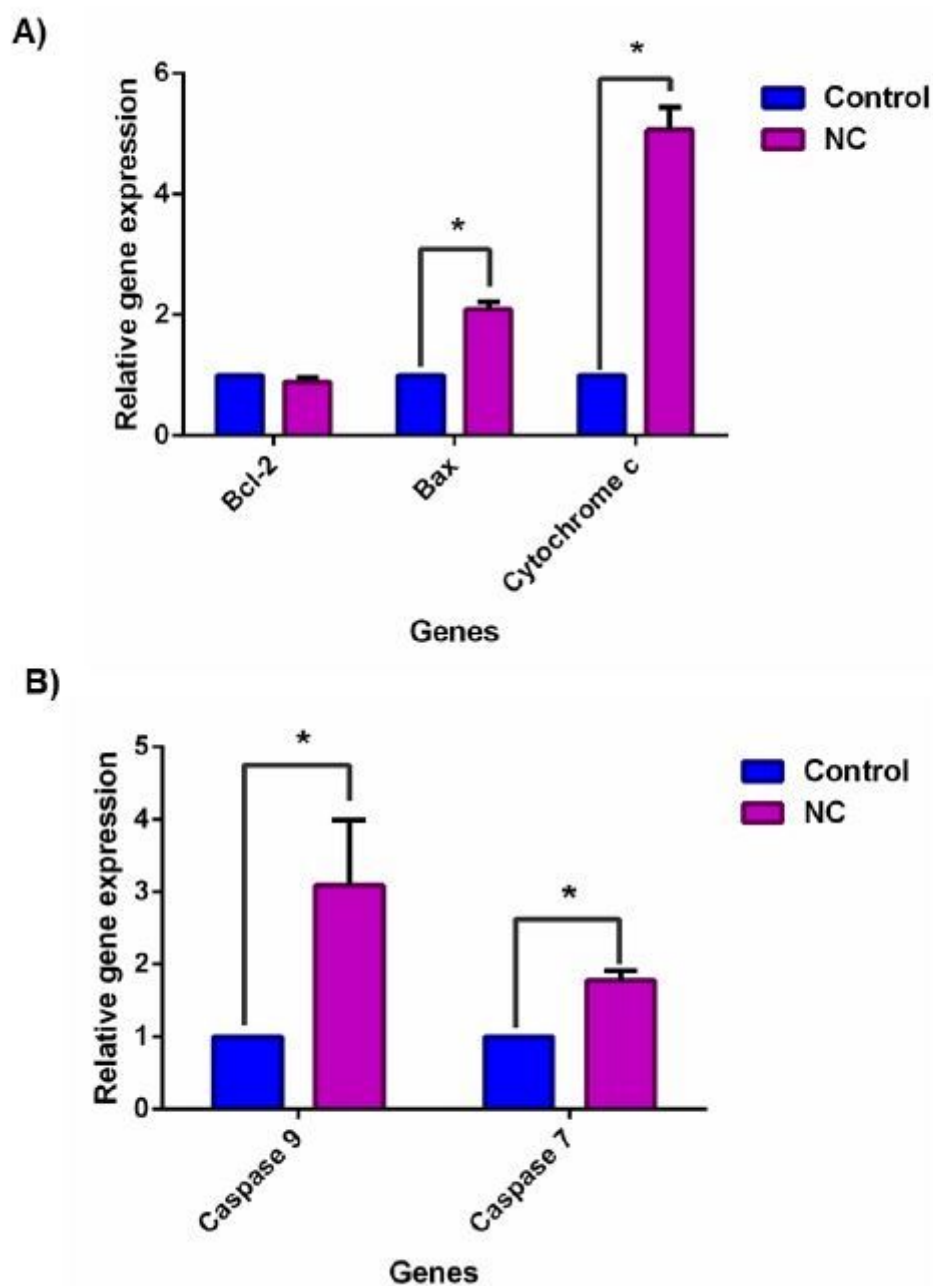 A)
*
6
Control
NC
4
*
2
0
Relative gene expression
Bcl-2
Bax
Cytochrome c
Genes
B)
*
5
Control
NC
4
*
3
2
1
0
Relative gene expression
Caspase 9
Caspase 7
Genes